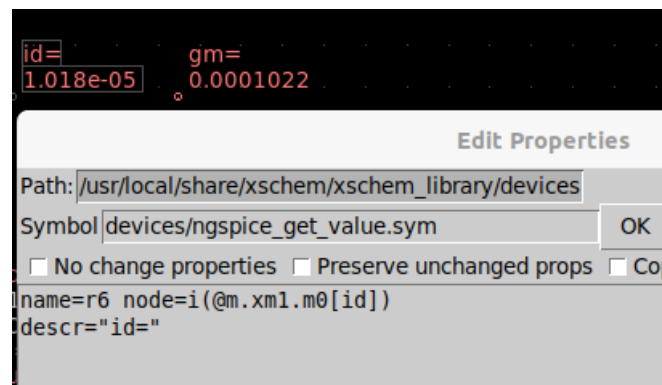 id= gm=
1.018e-05 0.0001022
Edit Properties
Path: /usr/local/share/xschem/xschem_library/devices
Symbol devices/ngspice_get_value.sym OK
No change properties Preserve unchanged props Co
name=r6 node=i(@m.xm1.m0[id])
descr="id="